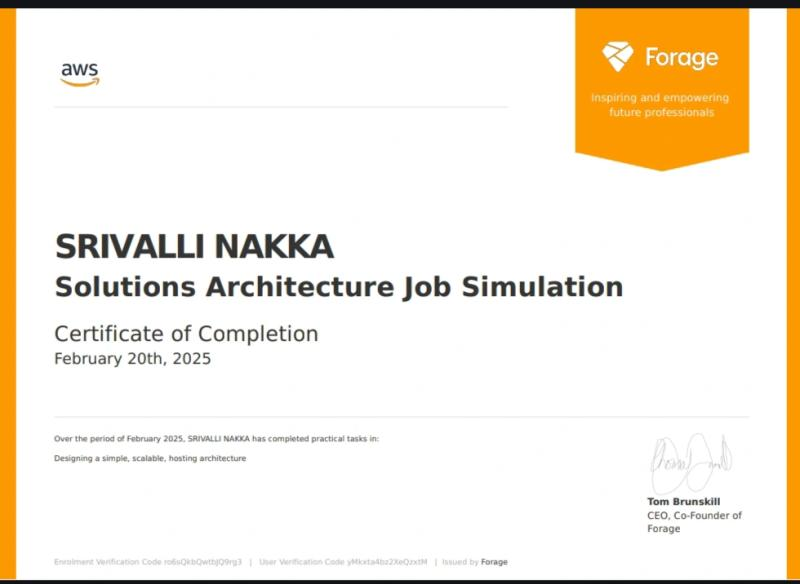 aws
Forage
Inspiring and empowering
future professionals
SRIVALLI NAKKA
Solutions Architecture Job Simulation
Certificate of Completion
February 20th, 2025
Over the period of February 2025, SRIVALLI NAKKA has completed practical tasks in:
Designing a simple, scalable, hosting architecture
Tom Brunskill
CEO, Co-Founder of
Forage
Enrolment Verification Code ro6sQkbQwtbJQ9rg3 | User Verification Code yMkxta4bz2XeQzxtM | Issued by Forage